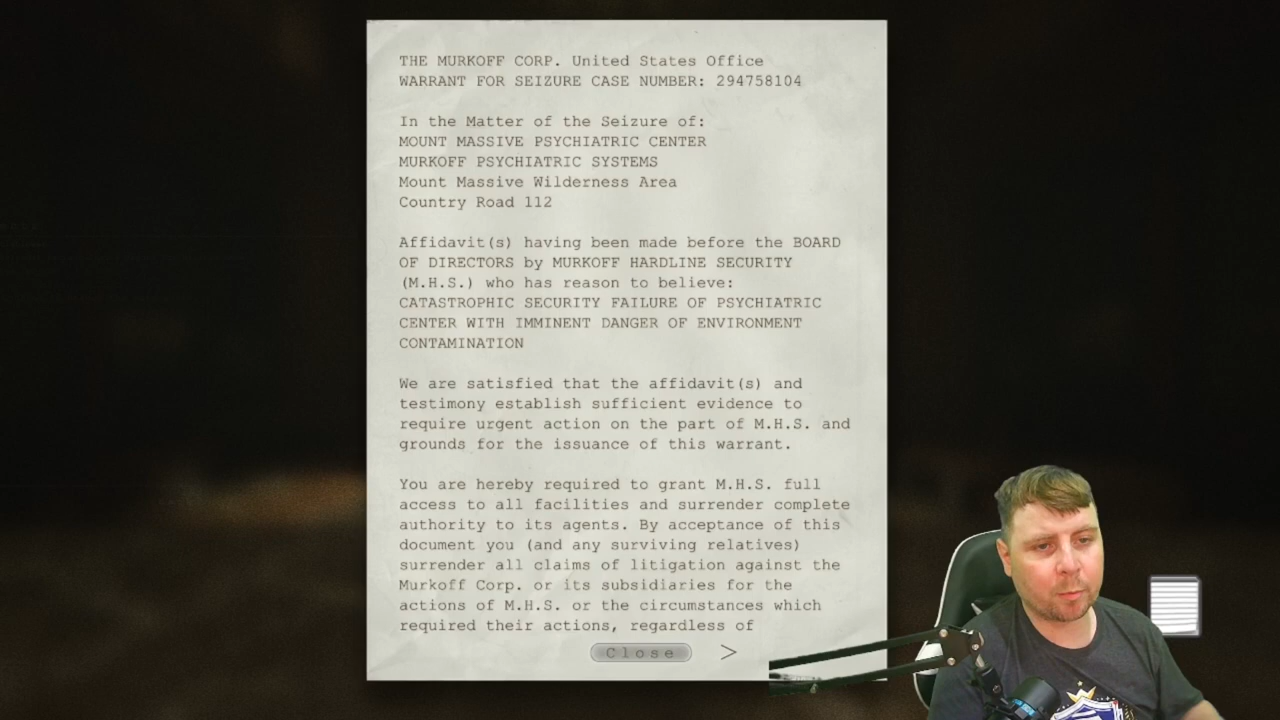 THE MURKOFF CORP. United States Office
WARRANT FOR SEIZURE CASE NUMBER: 294758104
In the Matter of the Seizure of:
MOUNT MASSIVE PSYCHIATRIC CENTER
MURKOFF PSYCHIATRIC SYSTEMS
Mount Massive Wilderness Area
Country Road 112
Affidavit(s) having been made before the BOARD
OF DIRECTORS by MURKOFF HARDLINE SECURITY
(M.H.S.) who has reason to believe:
CATASTROPHIC SECURITY FAILURE OF PSYCHIATRIC
CENTER WITH IMMINENT DANGER OF ENVIRONMENT
CONTAMINATION
We are satisfied that the affidavit(s) and
testimony establish sufficient evidence to
require urgent action on the part of M.H.S. and
grounds for the issuance of this warrant.
You are hereby required to grant M.H.S. full
access to all facilities and surrender complete
authority to its agents. By acceptance of this
document you (and any surviving relatives)
surrender all claims of litigation against the
Murkoff Corp. or its subsidiaries for the
actions of M.H.S. or the circumstances which
required their actions, regardless of
Close >